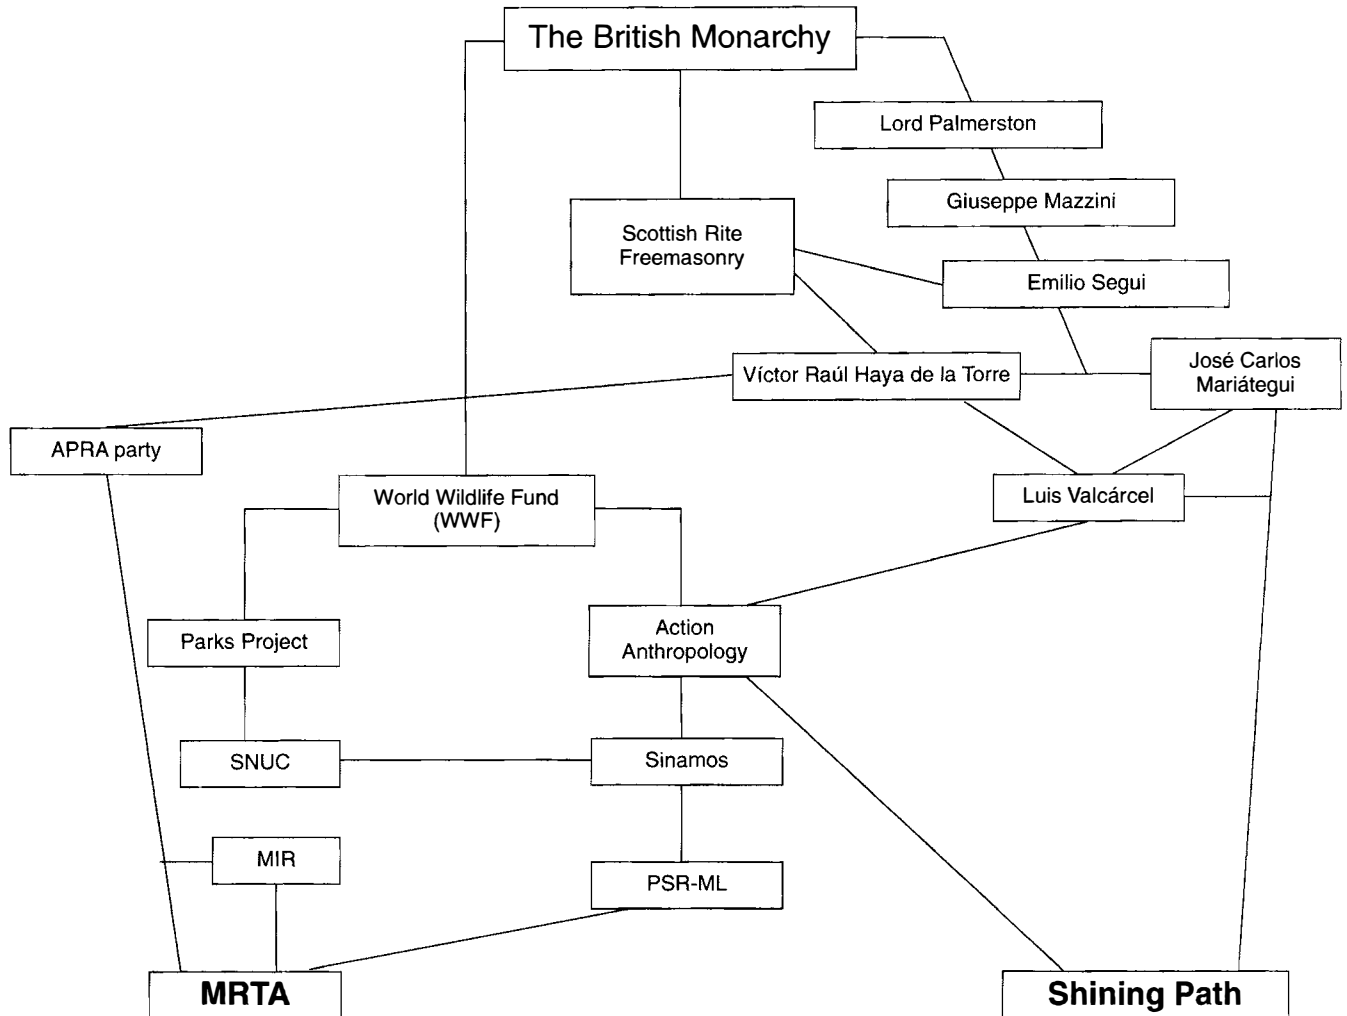 The British Monarchy
Lord Palmerston
Giuseppe Mazzini
Scottish Rite
Freemasonry
Emilio Segui
Víctor Raúl Haya de la Torre
José Carlos
Mariátegui
APRA party
World Wildlife Fund
(WWF)
Luis Valcárcel
Parks Project
Action
Anthropology
SNUC
Sinamos
MIR
PSR-ML
MRTA
Shining Path